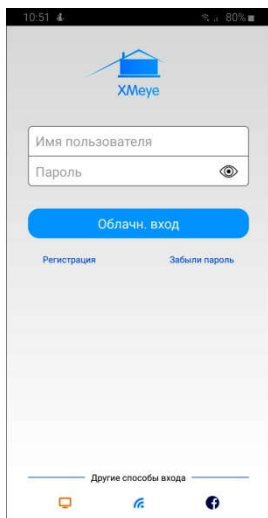 10:51 80%
XMeye
Имя пользователя
Пароль
Облачн. вход
Регистрация Забыли пароль
Другие способы входа